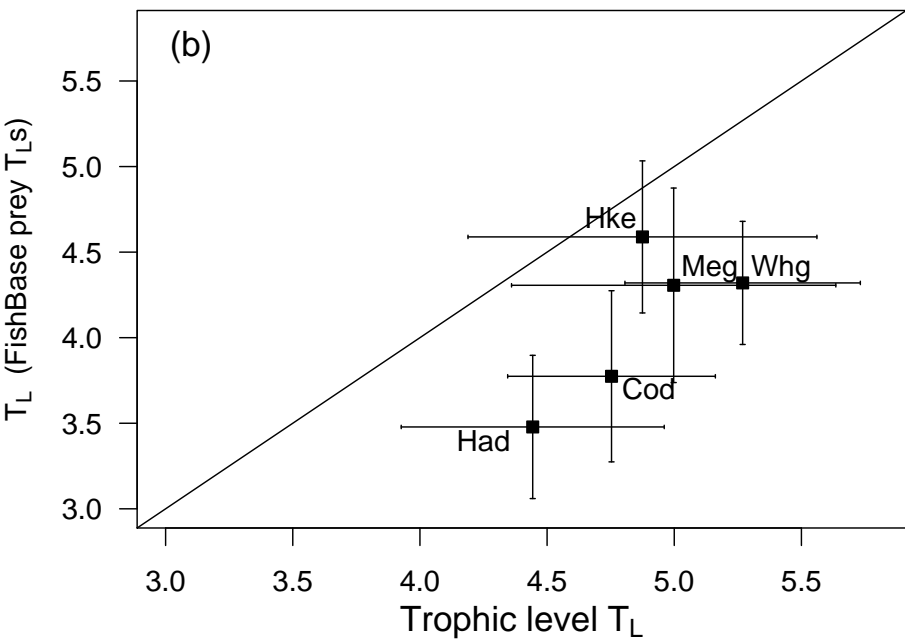 (b)
T_L (FishBase prey T_Ls)
5.5
5.0
4.5
4.0
3.5
3.0
Hke
Meg Whg
Cod
Had
3.0 3.5 4.0 4.5 5.0 5.5
Trophic level T_L